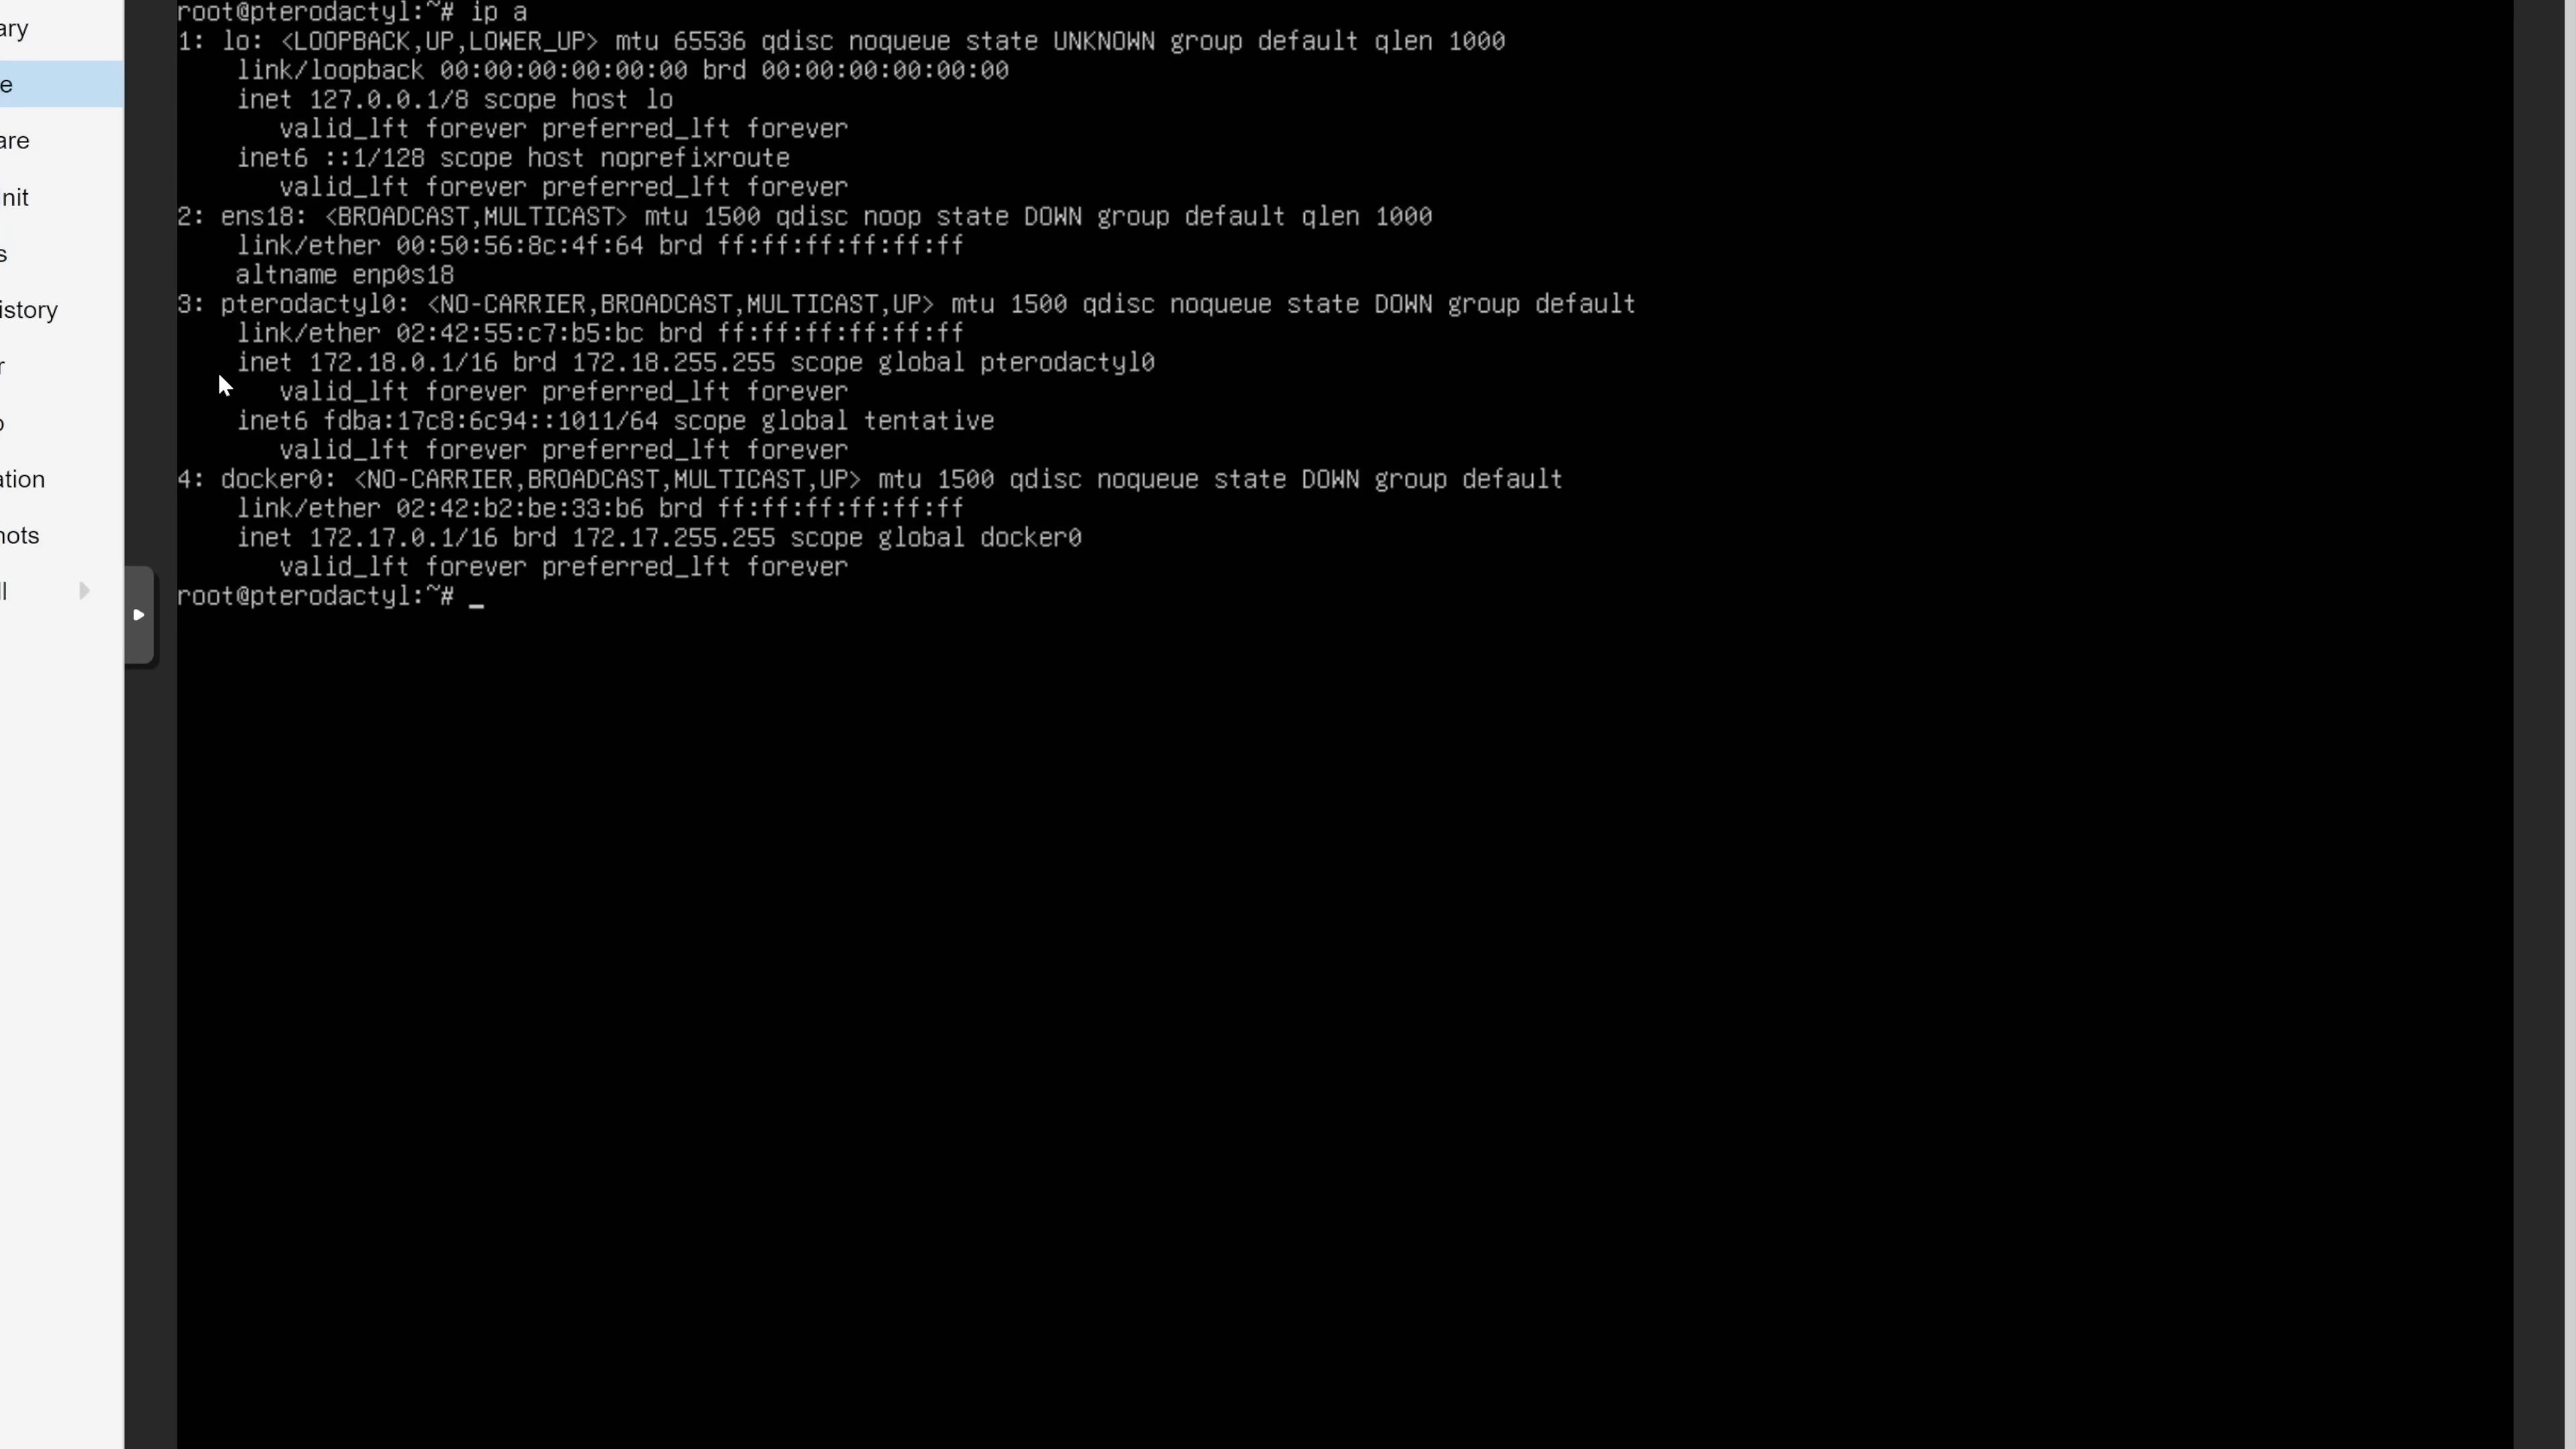 ary
e
are
nit
s
istory
r
o
ation
nots
ll
root@pterodactyl:~# ip a
1: lo: <LOOPBACK,UP,LOWER_UP> mtu 65536 qdisc noqueue state UNKNOWN group default qlen 1000
    link/loopback 00:00:00:00:00:00 brd 00:00:00:00:00:00
    inet 127.0.0.1/8 scope host lo
       valid_lft forever preferred_lft forever
    inet6 ::1/128 scope host noprefixroute
       valid_lft forever preferred_lft forever
2: ens18: <BROADCAST,MULTICAST> mtu 1500 qdisc noop state DOWN group default qlen 1000
    link/ether 00:50:56:8c:4f:64 brd ff:ff:ff:ff:ff:ff
    altname enp0s18
3: pterodactyl0: <NO-CARRIER,BROADCAST,MULTICAST,UP> mtu 1500 qdisc noqueue state DOWN group default
    link/ether 02:42:55:c7:b5:bc brd ff:ff:ff:ff:ff:ff
    inet 172.18.0.1/16 brd 172.18.255.255 scope global pterodactyl0
       valid_lft forever preferred_lft forever
    inet6 fdba:17c8:6c94::1011/64 scope global tentative
       valid_lft forever preferred_lft forever
4: docker0: <NO-CARRIER,BROADCAST,MULTICAST,UP> mtu 1500 qdisc noqueue state DOWN group default
    link/ether 02:42:b2:be:33:b6 brd ff:ff:ff:ff:ff:ff
    inet 172.17.0.1/16 brd 172.17.255.255 scope global docker0
       valid_lft forever preferred_lft forever
root@pterodactyl:~# _